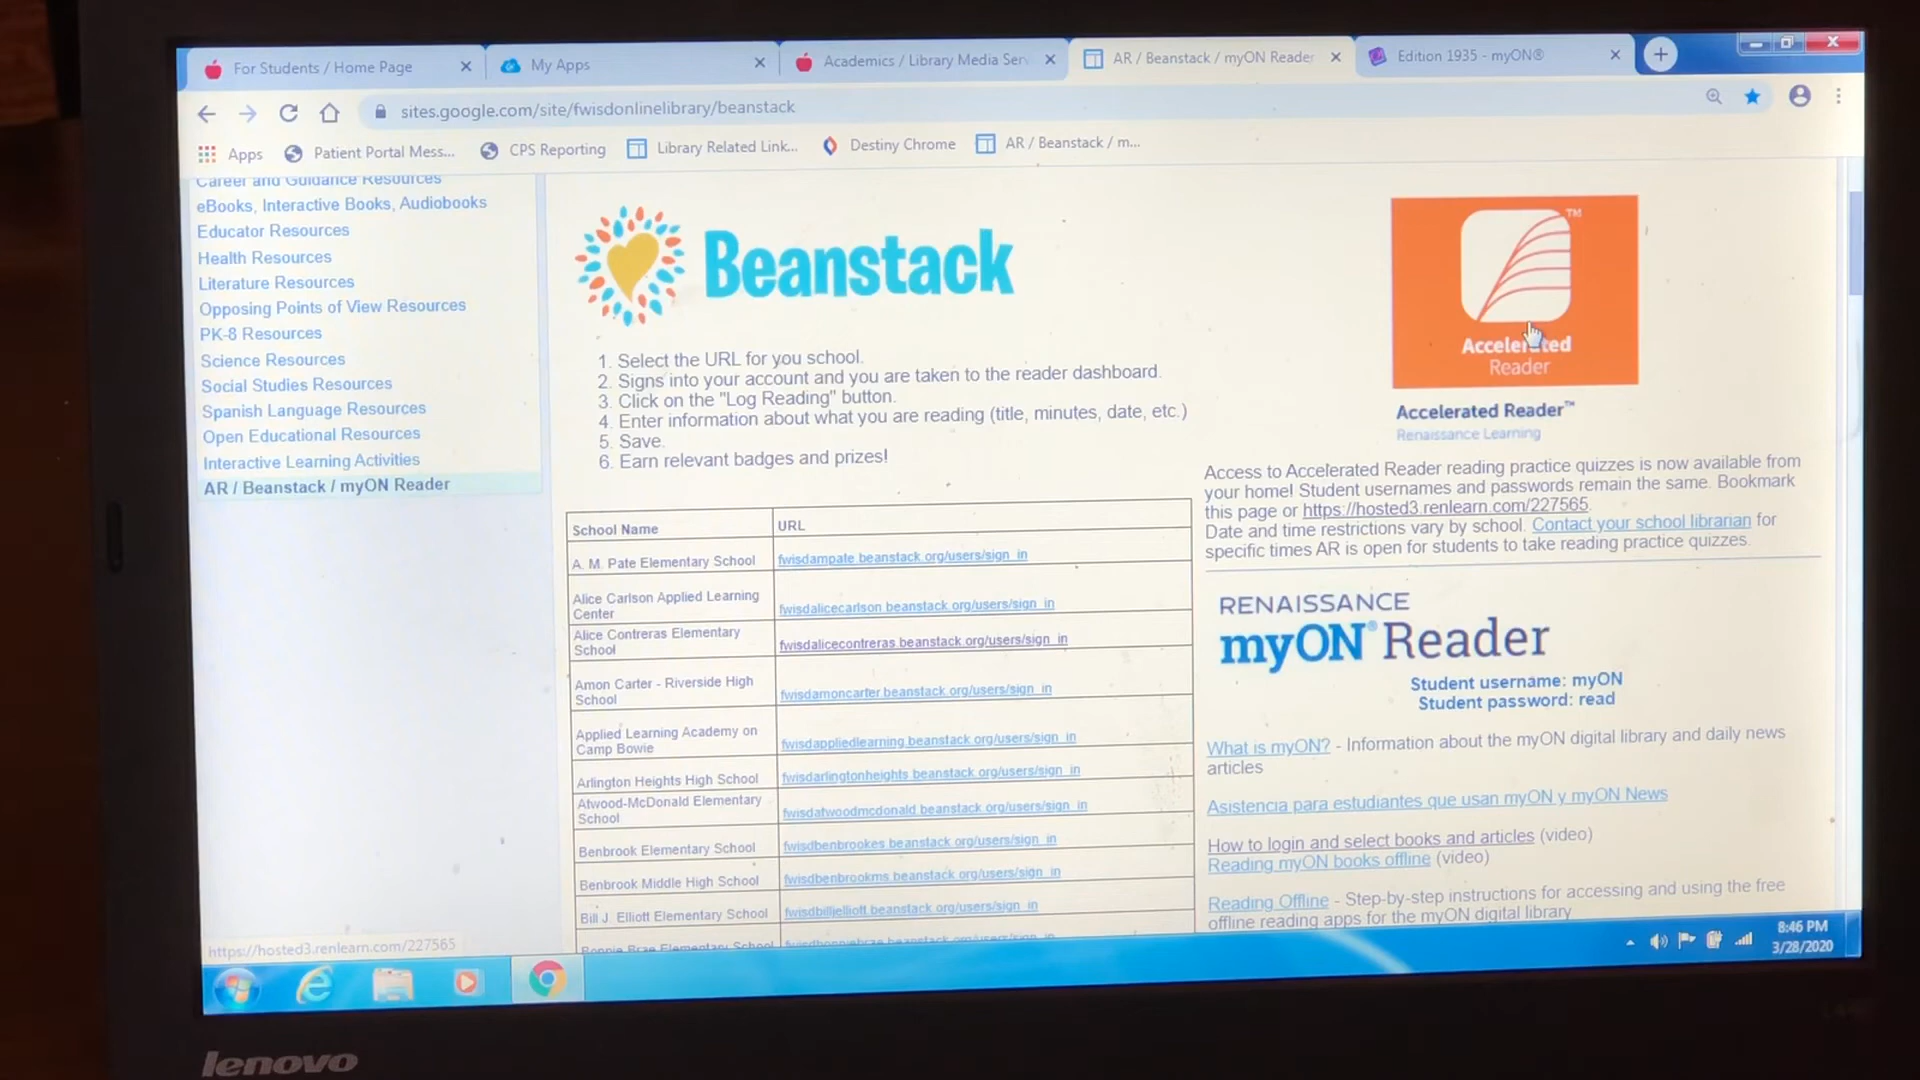 For Students / Home Page
My Apps
Academics / Library Media Serv
AR / Beanstack / myON Reader
Edition 1935 - myON®
sites.google.com/site/fwisdonlinelibrary/beanstack
Apps
Patient Portal Mess...
CPS Reporting
Library Related Link...
Destiny Chrome
AR / Beanstack / m...
Career and Guidance Resources
eBooks, Interactive Books, Audiobooks
Educator Resources
Health Resources
Literature Resources
Opposing Points of View Resources
PK-8 Resources
Science Resources
Social Studies Resources
Spanish Language Resources
Open Educational Resources
Interactive Learning Activities
AR / Beanstack / myON Reader
Beanstack
1. Select the URL for you school.
2. Signs into your account and you are taken to the reader dashboard.
3. Click on the "Log Reading" button.
4. Enter information about what you are reading (title, minutes, date, etc.)
5. Save.
6. Earn relevant badges and prizes!
School Name URL
A. M. Pate Elementary School fwisdampate.beanstack.org/users/sign_in
Alice Carlson Applied Learning
Center fwisdalicecarlson.beanstack.org/users/sign_in
Alice Contreras Elementary
School fwisdalicecontreras.beanstack.org/users/sign_in
Amon Carter - Riverside High
School fwisdamoncarter.beanstack.org/users/sign_in
Applied Learning Academy on
Camp Bowie fwisdappliedlearning.beanstack.org/users/sign_in
Arlington Heights High School fwisdarlingtonheights.beanstack.org/users/sign_in
Atwood-McDonald Elementary
School fwisdatwoodmcdonald.beanstack.org/users/sign_in
Benbrook Elementary School fwisdbenbrookes.beanstack.org/users/sign_in
Benbrook Middle High School fwisdbenbrookms.beanstack.org/users/sign_in
Bill J. Elliott Elementary School fwisdbilljelliott.beanstack.org/users/sign_in
Bonnie Brae Elementary School fwisdbonniebrae.beanstack.org/users/sign_in
TM
Accelerated
Reader
Accelerated Reader™
Renaissance Learning
Access to Accelerated Reader reading practice quizzes is now available from
your home! Student usernames and passwords remain the same. Bookmark
this page or https://hosted3.renlearn.com/227565.
Date and time restrictions vary by school. Contact your school librarian for
specific times AR is open for students to take reading practice quizzes.
RENAISSANCE
myON® Reader
Student username: myON
Student password: read
What is myON? - Information about the myON digital library and daily news
articles
Asistencia para estudiantes que usan myON y myON News
How to login and select books and articles (video)
Reading myON books offline (video)
Reading Offline - Step-by-step instructions for accessing and using the free
offline reading apps for the myON digital library
https://hosted3.renlearn.com/227565
8:46 PM
3/28/2020
lenovo